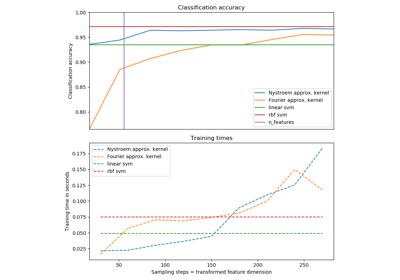 Classification accuracy
1.00
0.95
0.90
0.85
0.80
Classification accuracy
Nystroem approx. kernel
Fourier approx. kernel
linear svm
rbf svm
n_features
Training times
0.175
0.150
0.125
0.100
0.075
0.050
0.025
Training time in seconds
Nystroem approx. kernel
Fourier approx. kernel
linear svm
rbf svm
50
100
150
200
250
Sampling steps = transformed feature dimension